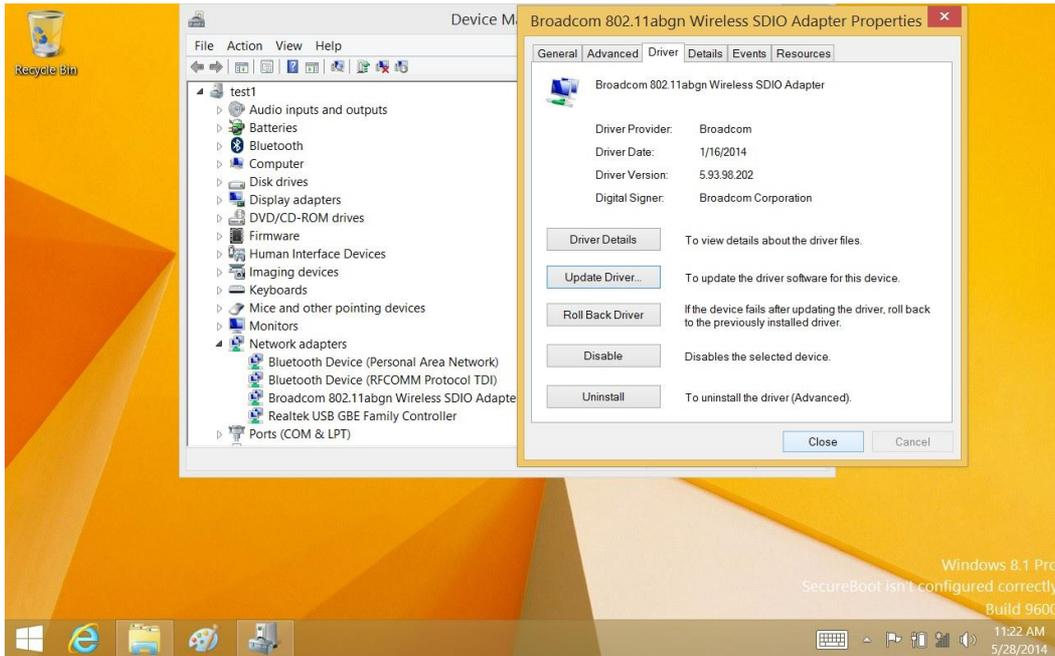 Recycle Bin
Device Ma
File Action View Help
test1
Audio inputs and outputs
Batteries
Bluetooth
Computer
Disk drives
Display adapters
DVD/CD-ROM drives
Firmware
Human Interface Devices
Imaging devices
Keyboards
Mice and other pointing devices
Monitors
Network adapters
Bluetooth Device (Personal Area Network)
Bluetooth Device (RFCOMM Protocol TDI)
Broadcom 802.11abgn Wireless SDIO Adapte
Realtek USB GBE Family Controller
Ports (COM & LPT)
Broadcom 802.11abgn Wireless SDIO Adapter Properties
General Advanced Driver Details Events Resources
Broadcom 802.11abgn Wireless SDIO Adapter
Driver Provider: Broadcom
Driver Date: 1/16/2014
Driver Version: 5.93.98.202
Digital Signer: Broadcom Corporation
Driver Details To view details about the driver files.
Update Driver... To update the driver software for this device.
Roll Back Driver If the device fails after updating the driver, roll back
to the previously installed driver.
Disable Disables the selected device.
Uninstall To uninstall the driver (Advanced).
Close Cancel
Windows 8.1 Pro
SecureBoot isn't configured correctly
Build 9600
11:22 AM
5/28/2014